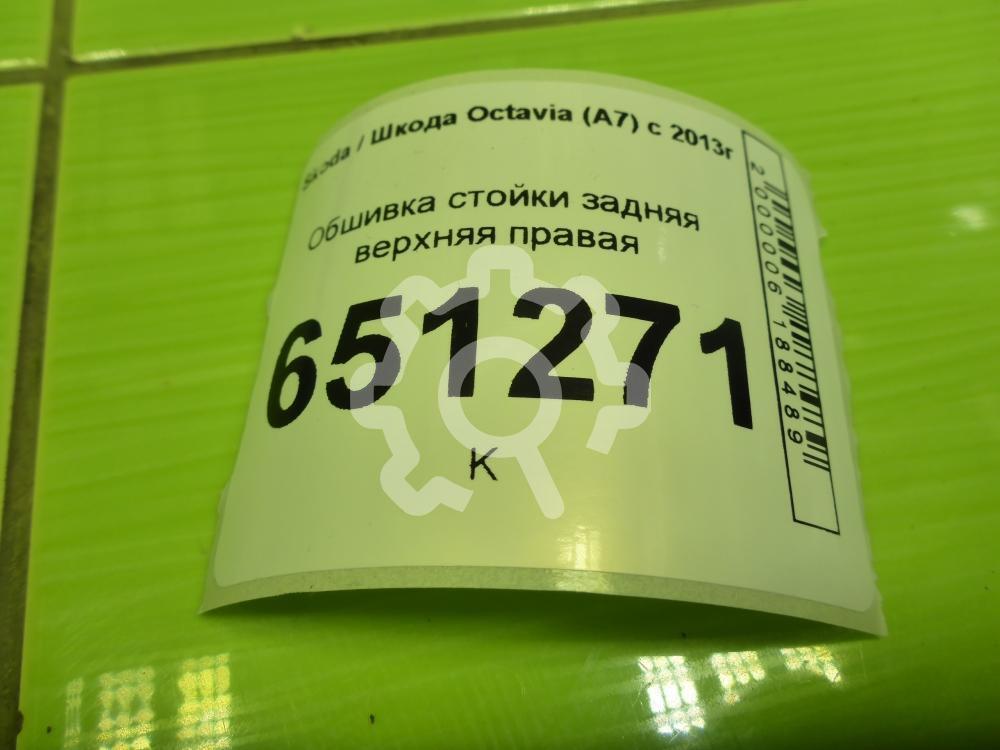 Skoda / Шкода Octavia (A7) с 2013г
Обшивка стойки задняя
верхняя правая
651271
К
2000006188489